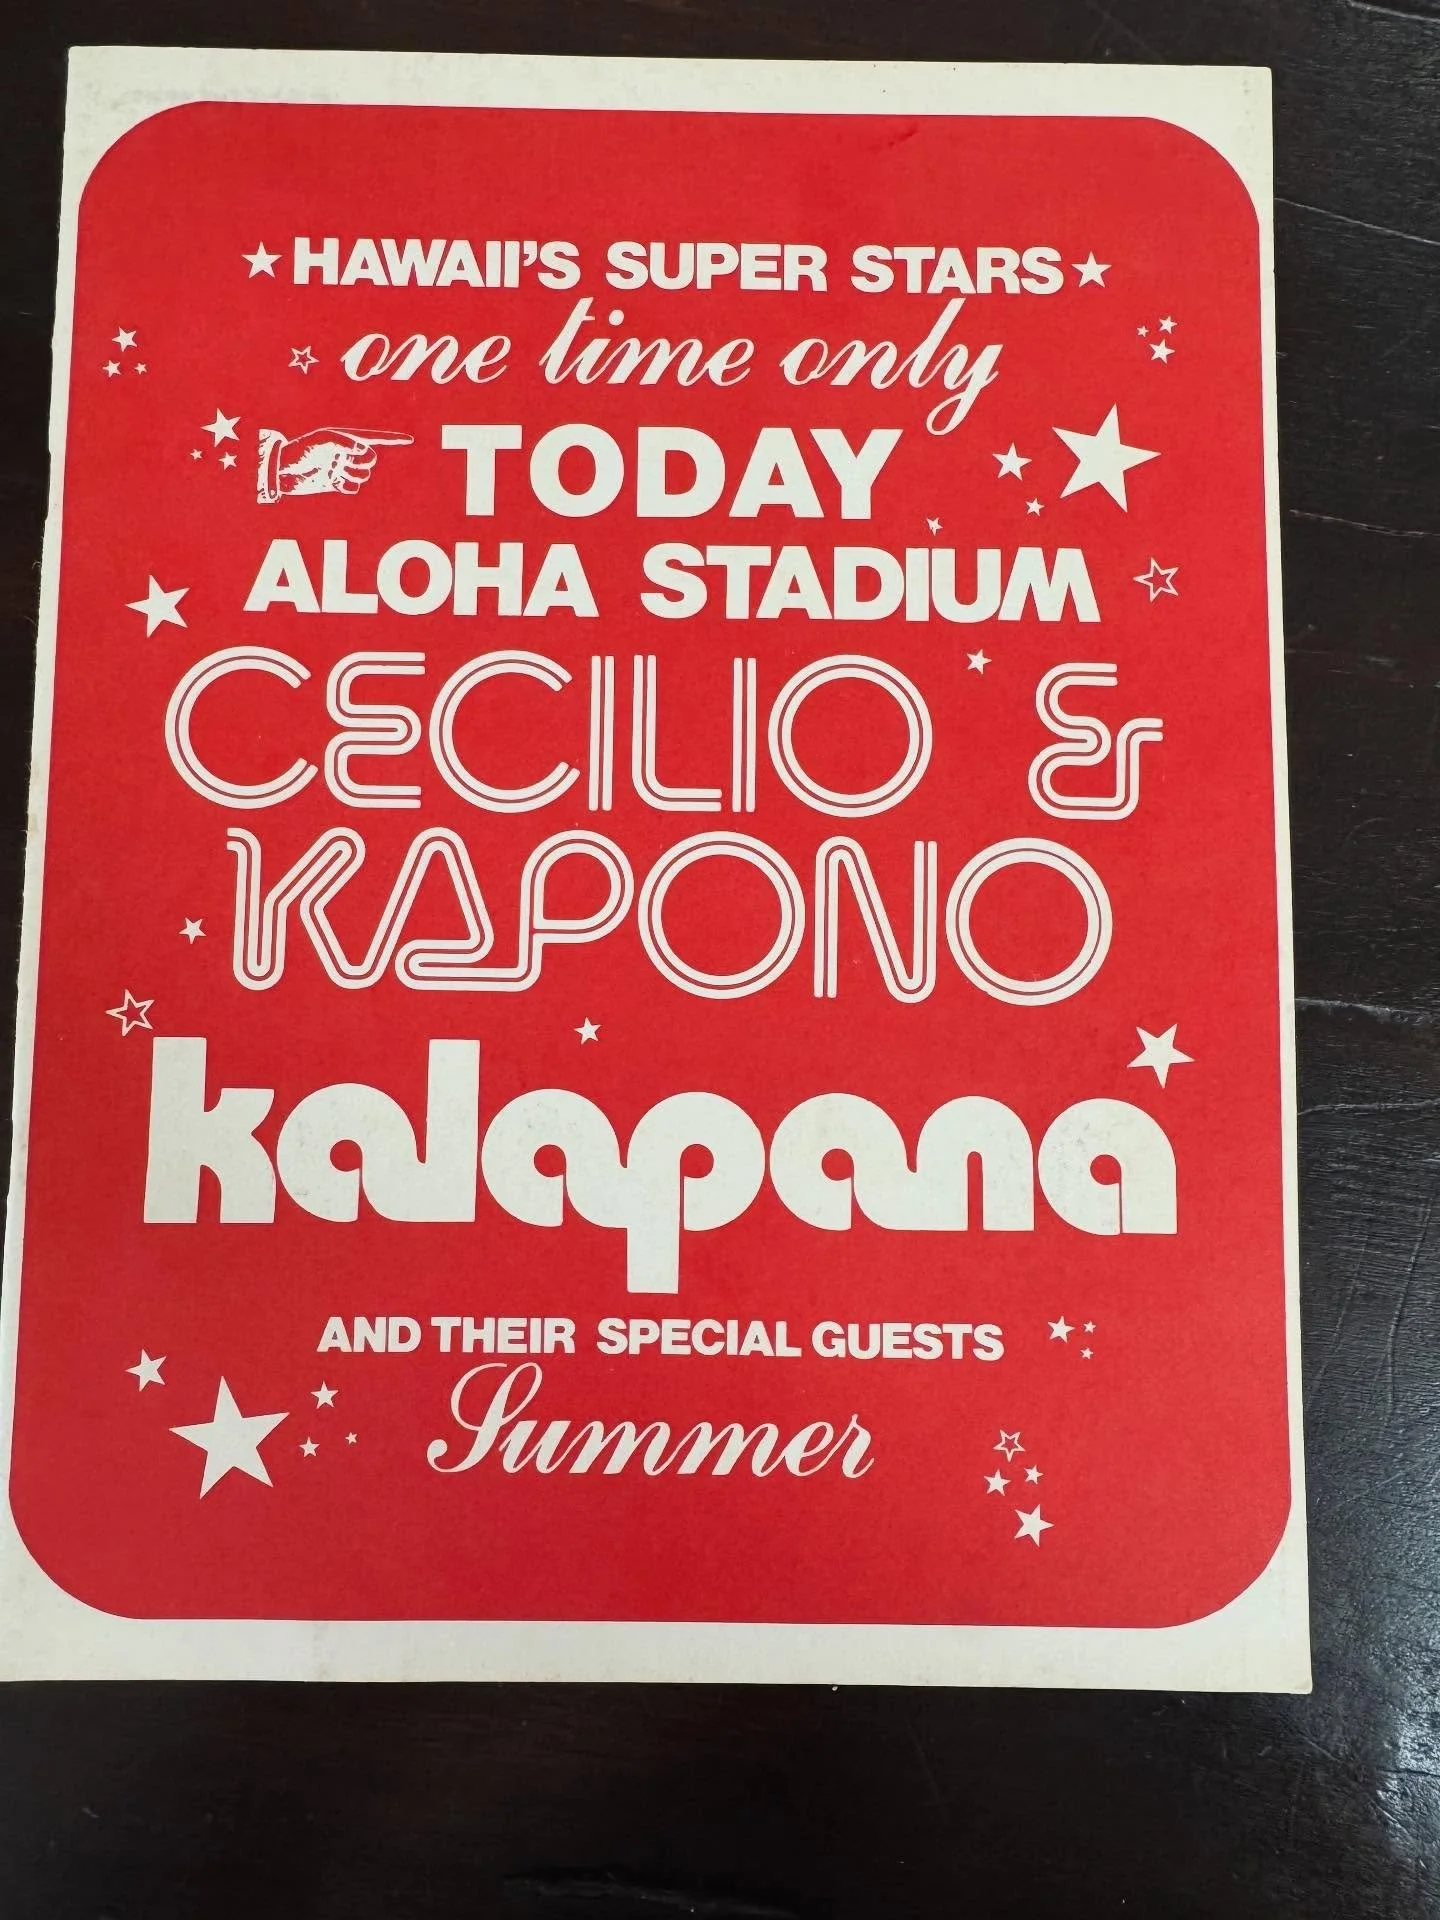 HAWAII'S SUPER STARS
one time only
TODAY
ALOHA STADIUM
CECILIO &
KAPONO
kalapana
AND THEIR SPECIAL GUESTS
Summer